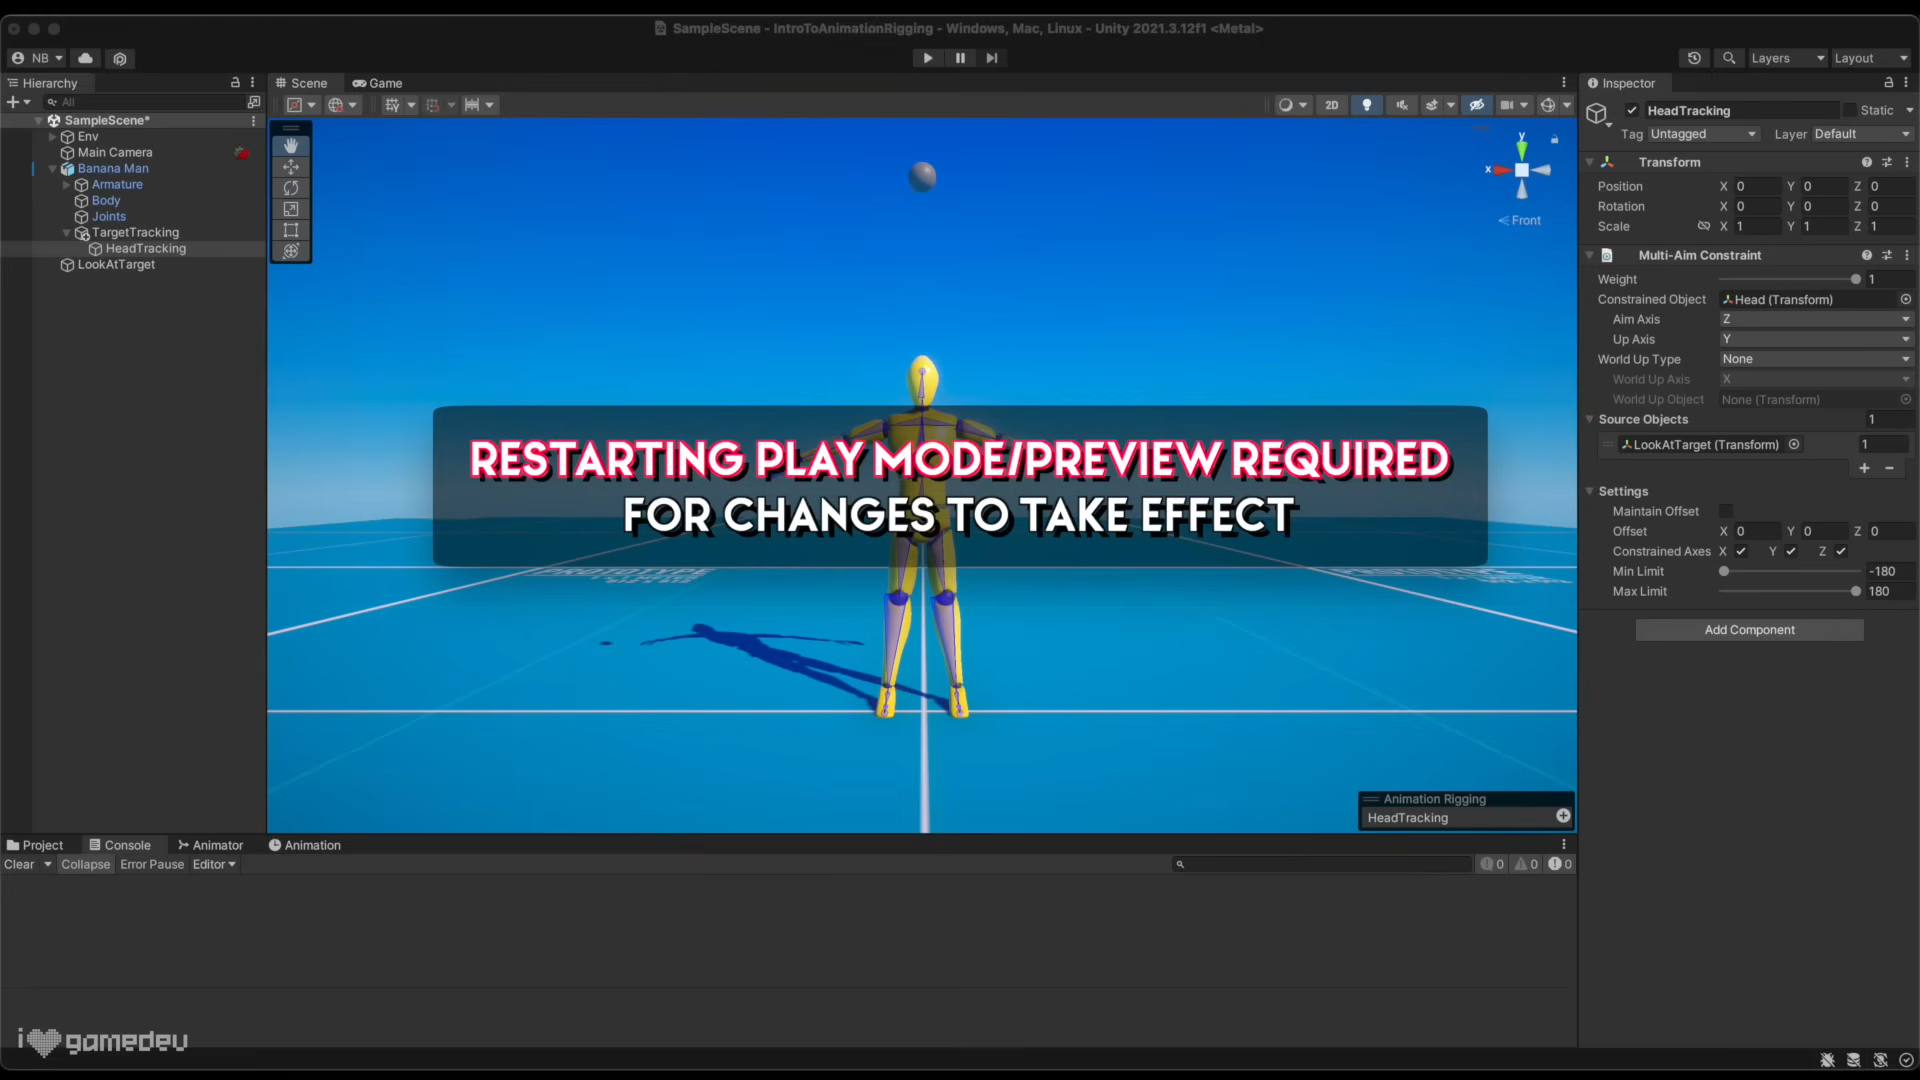 SampleScene - IntroToAnimationRigging - Windows, Mac, Linux - Unity 2021.3.12f1 <Metal>
NB
Layers
Layout
Hierarchy
Scene
Game
Inspector
All
2D
HeadTracking
Static
SampleScene*
Tag Untagged
Layer Default
Env
Main Camera
Banana Man
Armature
Body
Joints
TargetTracking
HeadTracking
LookAtTarget
y
x
Front
Transform
Position X 0 Y 0 Z 0
Rotation X 0 Y 0 Z 0
Scale X 1 Y 1 Z 1
Multi-Aim Constraint
Weight 1
Constrained Object Head (Transform)
Aim Axis Z
Up Axis Y
World Up Type None
World Up Axis X
World Up Object None (Transform)
Source Objects 1
LookAtTarget (Transform) 1
Settings
Maintain Offset
Offset X 0 Y 0 Z 0
Constrained Axes X Y Z
Min Limit -180
Max Limit 180
Add Component
RESTARTING PLAY MODE/PREVIEW REQUIRED
FOR CHANGES TO TAKE EFFECT
PROTOTYPE
Animation Rigging
HeadTracking
Project
Console
Animator
Animation
Clear
Collapse
Error Pause
Editor
0
0
0
i gamedev